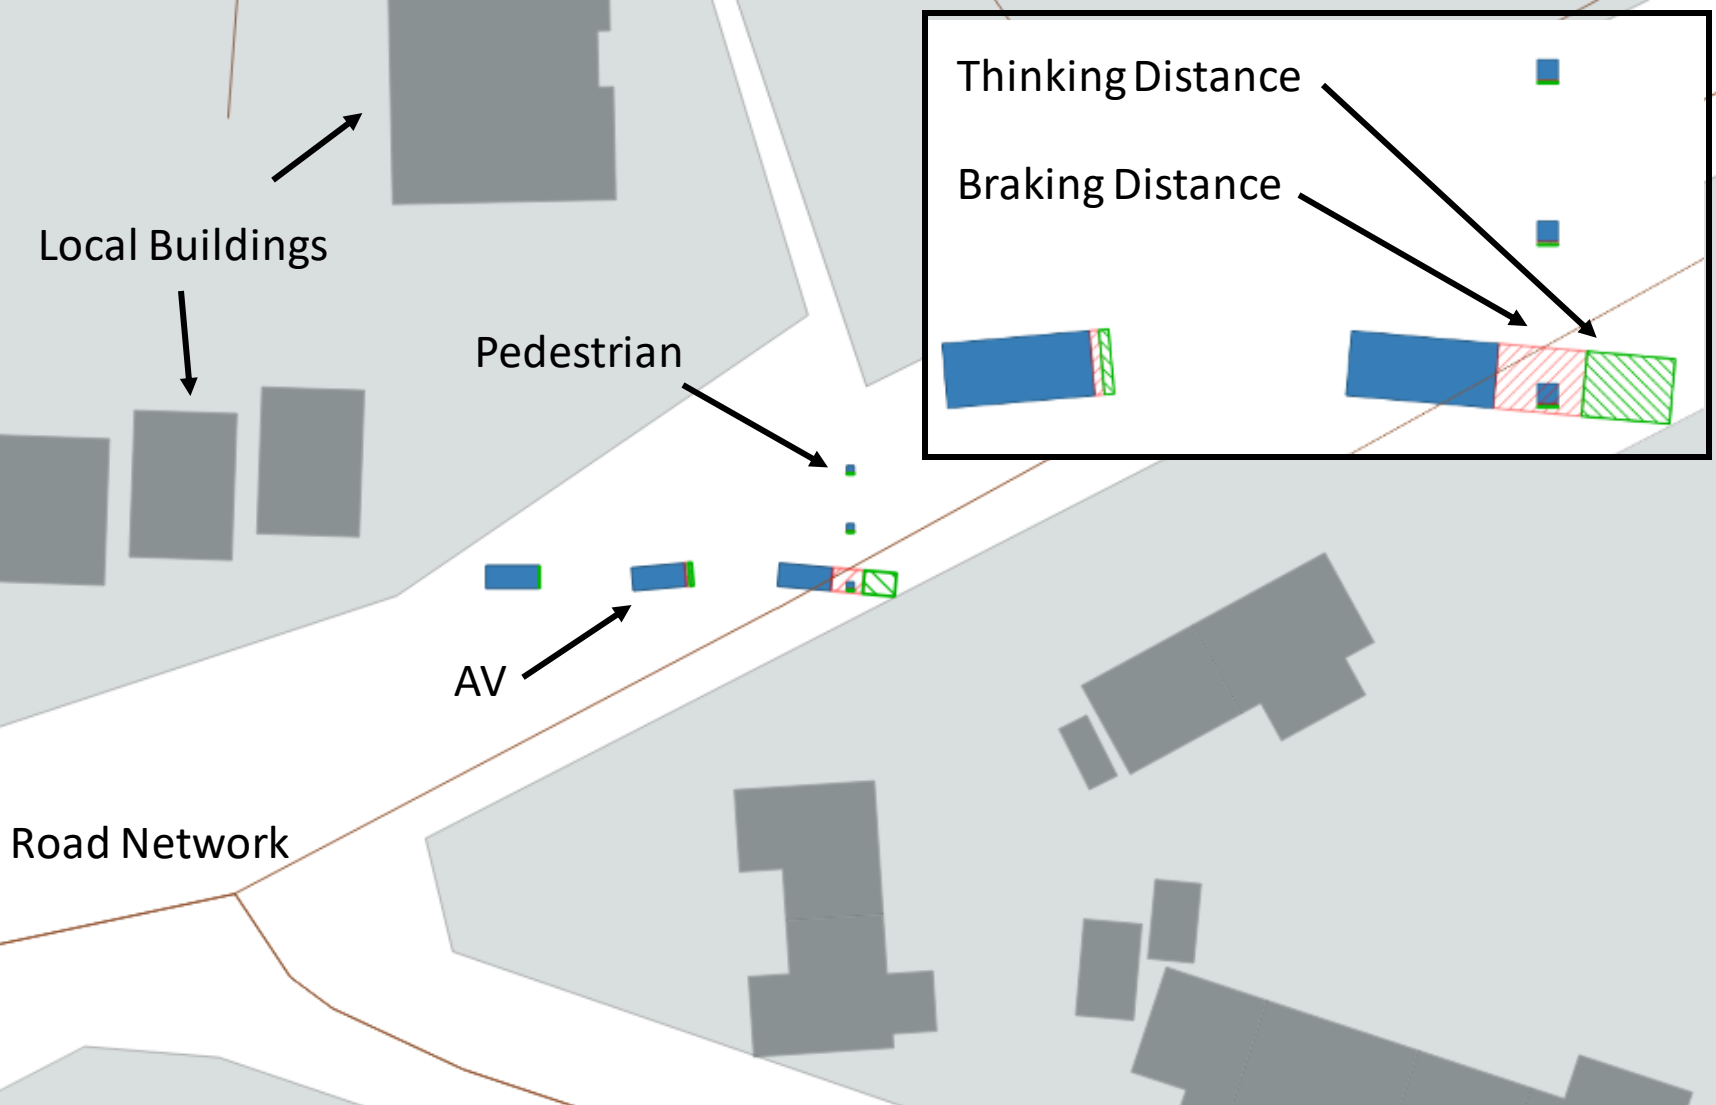 Thinking Distance
Braking Distance
Local Buildings
Pedestrian
AV
Road Network